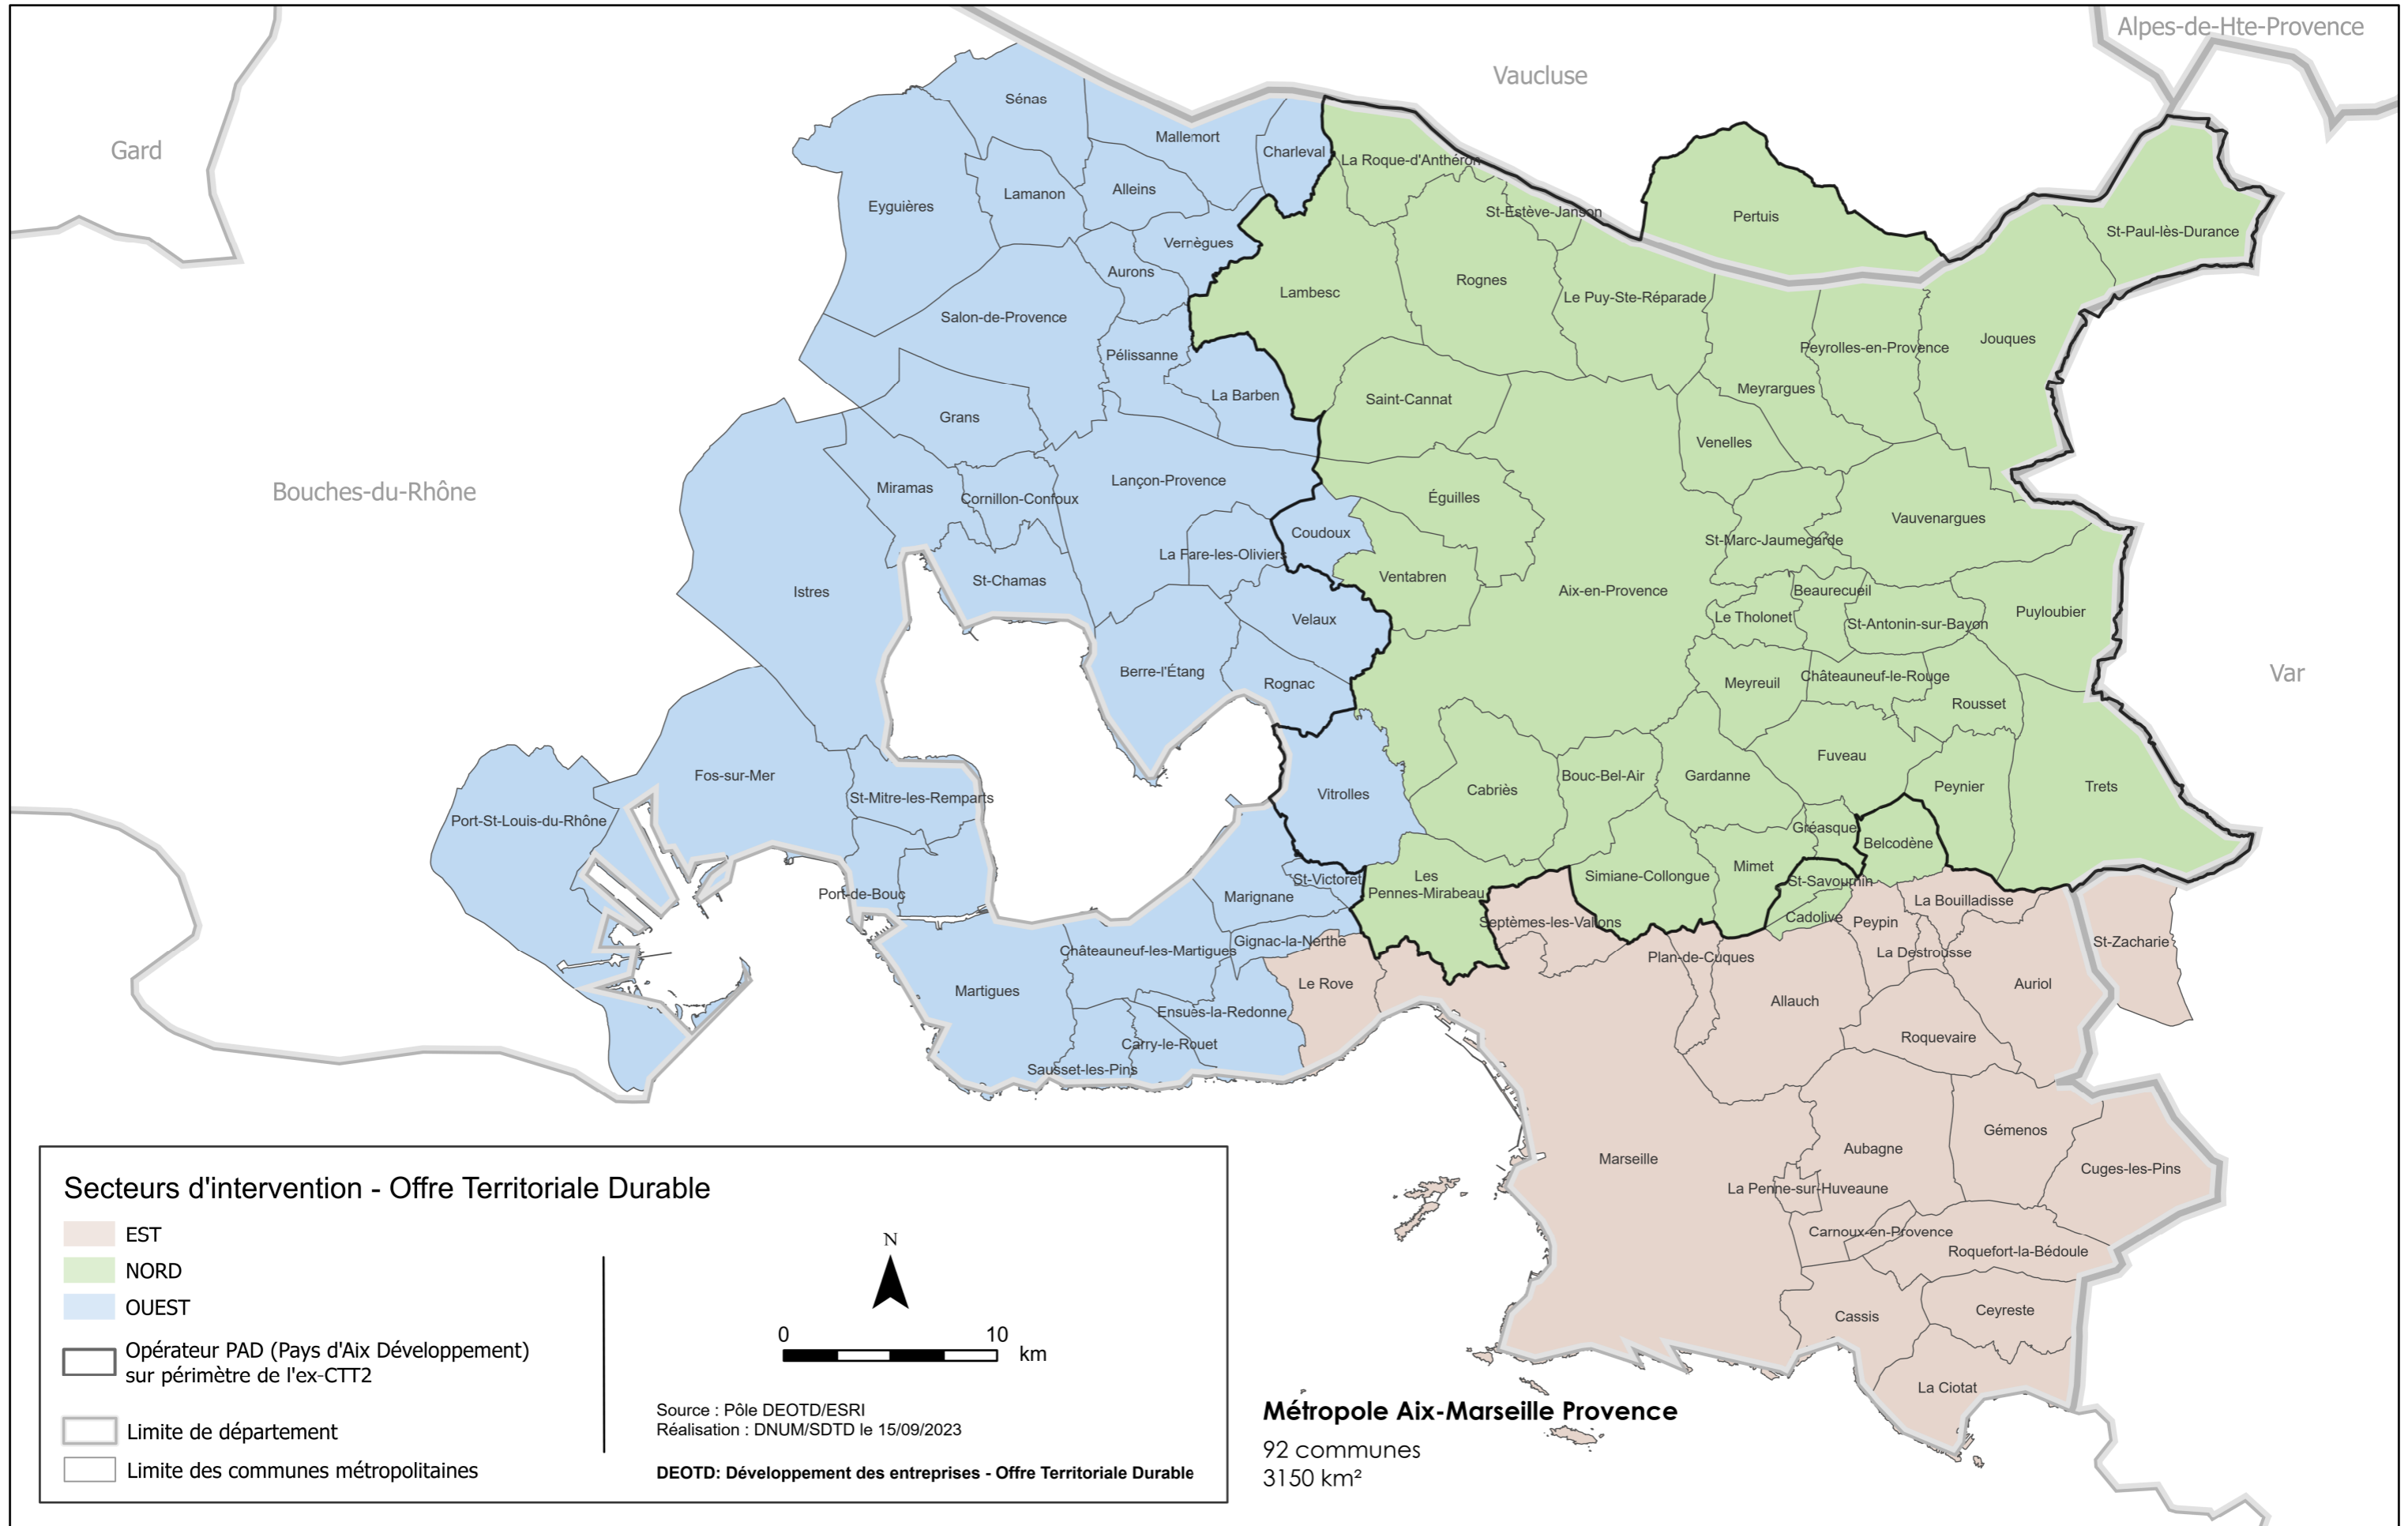 Alpes-de-Hte-Provence
Vaucluse
Gard
Bouches-du-Rhône
Var
Sénas
Mallemort
Charleval
La Roque-d'Anthéron
Eyguières
Lamanon
Alleins
St-Estève-Janson
Pertuis
St-Paul-lès-Durance
Vernègues
Aurons
Lambesc
Rognes
Le Puy-Ste-Réparade
Salon-de-Provence
Pélissanne
Peyrolles-en-Provence
Jouques
La Barben
Saint-Cannat
Meyrargues
Grans
Venelles
Miramas
Cornillon-Confoux
Lançon-Provence
Éguilles
Vauvenargues
Coudoux
La Fare-les-Oliviers
St-Marc-Jaumegarde
Istres
St-Chamas
Ventabren
Aix-en-Provence
Beaurecueil
Velaux
Le Tholonet
St-Antonin-sur-Bayon
Puyloubier
Berre-l'Étang
Rognac
Meyreuil
Châteauneuf-le-Rouge
Rousset
Fos-sur-Mer
St-Mitre-les-Remparts
Vitrolles
Cabriès
Bouc-Bel-Air
Gardanne
Fuveau
Peynier
Trets
Port-St-Louis-du-Rhône
Gréasque
Belcodène
Port-de-Bouc
Marignane
St-Victoret
Les
Pennes-Mirabeau
Simiane-Collongue
Mimet
St-Savournin
Cadolive
La Bouilladisse
Septèmes-les-Vallons
Peypin
Châteauneuf-les-Martigues
Gignac-la-Nerthe
Plan-de-Cuques
La Destrousse
St-Zacharie
Martigues
Le Rove
Allauch
Auriol
Ensuès-la-Redonne
Carry-le-Rouet
Sausset-les-Pins
Roquevaire
Marseille
Aubagne
Gémenos
Cuges-les-Pins
La Penne-sur-Huveaune
Carnoux-en-Provence
Roquefort-la-Bédoule
Cassis
Ceyreste
La Ciotat
Secteurs d'intervention - Offre Territoriale Durable
EST
NORD
OUEST
Opérateur PAD (Pays d'Aix Développement)
sur périmètre de l'ex-CTT2
Limite de département
Limite des communes métropolitaines
N
0 10
km
Source : Pôle DEOTD/ESRI
Réalisation : DNUM/SDTD le 15/09/2023
DEOTD: Développement des entreprises - Offre Territoriale Durable
Métropole Aix-Marseille Provence
92 communes
3150 km²